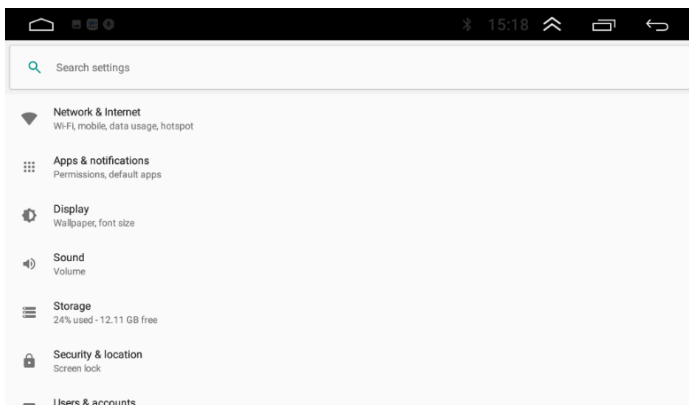 15:18
Search settings
Network & Internet
Wi-Fi, mobile, data usage, hotspot
Apps & notifications
Permissions, default apps
Display
Wallpaper, font size
Sound
Volume
Storage
24% used - 12.11 GB free
Security & location
Screen lock
Users & accounts